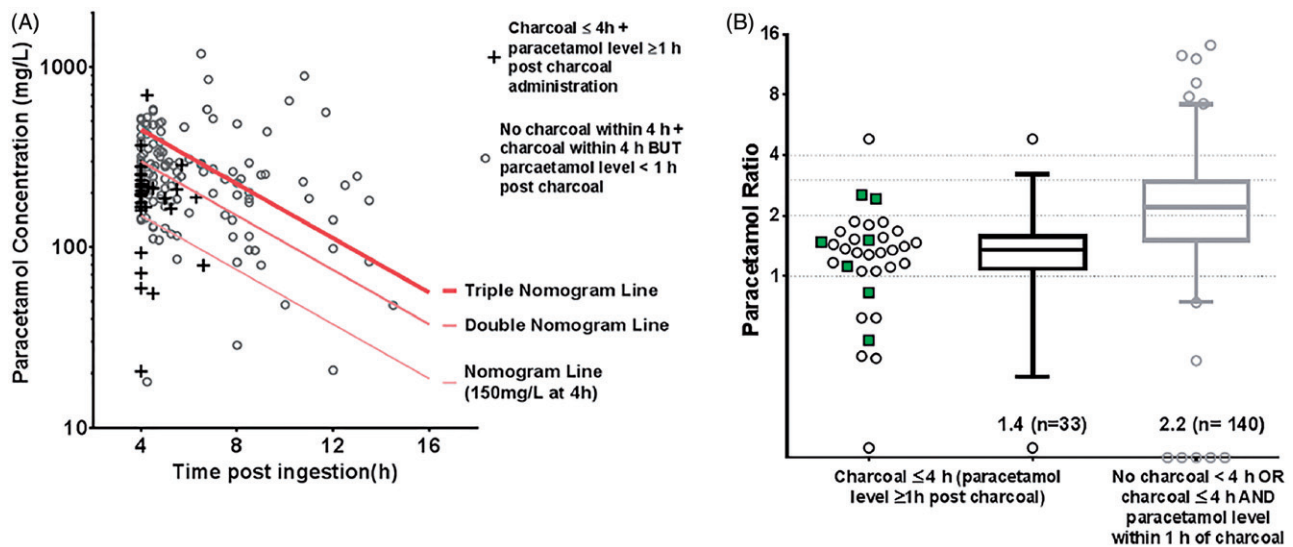 (A)
Paracetamol Concentration (mg/L)
1000
100
10
4
8
12
16
Time post ingestion(h)
Charcoal ≤ 4h +
paracetamol level ≥1 h
post charcoal
administration
No charcoal within 4 h +
charcoal within 4 h BUT
parcaetamol level < 1 h
post charcoal
Triple Nomogram Line
Double Nomogram Line
Nomogram Line
(150mg/L at 4h)
(B)
Paracetamol Ratio
16
8
4
2
1
1.4 (n=33)
2.2 (n= 140)
Charcoal ≤4 h (paracetamol
level ≥1h post charcoal)
No charcoal < 4 h OR
charcoal ≤ 4 h AND
paracetamol level
within 1 h of charcoal